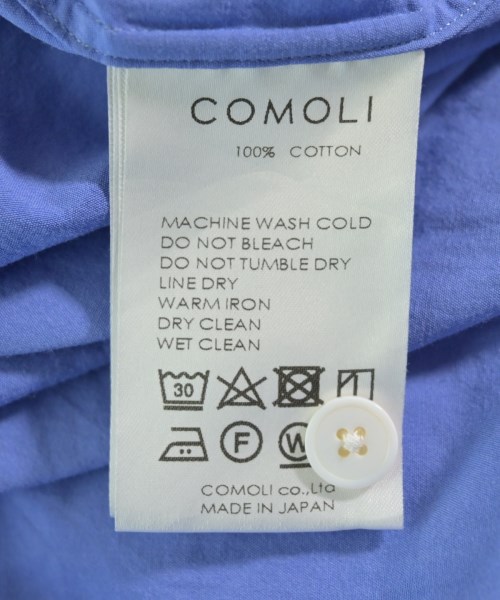 COMOLI
100% COTTON
MACHINE WASH COLD
DO NOT BLEACH
DO NOT TUMBLE DRY
LINE DRY
WARM IRON
DRY CLEAN
WET CLEAN
30
F W
COMOLI co.,Ltd
MADE IN JAPAN